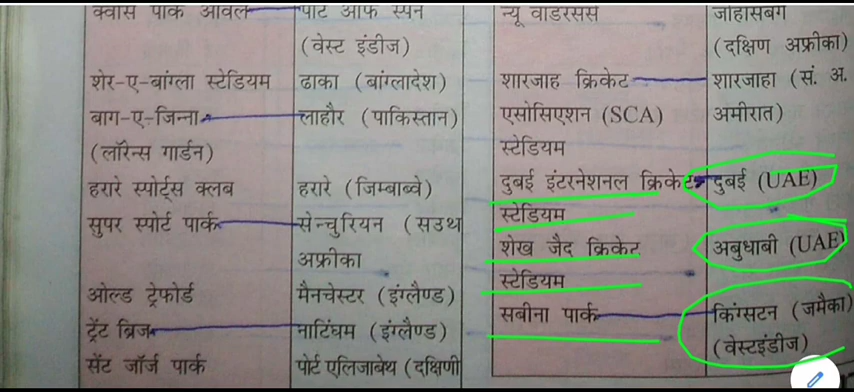 क्वींस पार्क ओवल
पोर्ट ऑफ स्पेन
(वेस्ट इंडीज)
शेर-ए-बांग्ला स्टेडियम
ढाका (बांग्लादेश)
बाग-ए-जिन्ना
लाहौर (पाकिस्तान)
(लॉरेन्स गार्डन)
हरारे स्पोर्ट्स क्लब
हरारे (जिम्बाब्वे)
सुपर स्पोर्ट पार्क
सेन्चुरियन (सउथ
अफ्रीका
ओल्ड ट्रेफोर्ड
मैनचेस्टर (इंग्लैण्ड)
ट्रेंट ब्रिज
नाटिंघम (इंग्लैण्ड)
सेंट जॉर्ज पार्क
पोर्ट एलिजाबेथ (दक्षिणी
न्यू वांडरर्स
जोहांसबर्ग
(दक्षिण अफ्रीका)
शारजाह क्रिकेट
शारजाहा (सं. अ.
एसोसिएशन (SCA)
अमीरात)
स्टेडियम
दुबई इंटरनेशनल क्रिकेट
दुबई (UAE)
स्टेडियम
शेख जैद क्रिकेट
अबुधाबी (UAE)
स्टेडियम
सबीना पार्क
किंग्सटन (जमैका)
(वेस्टइंडीज)